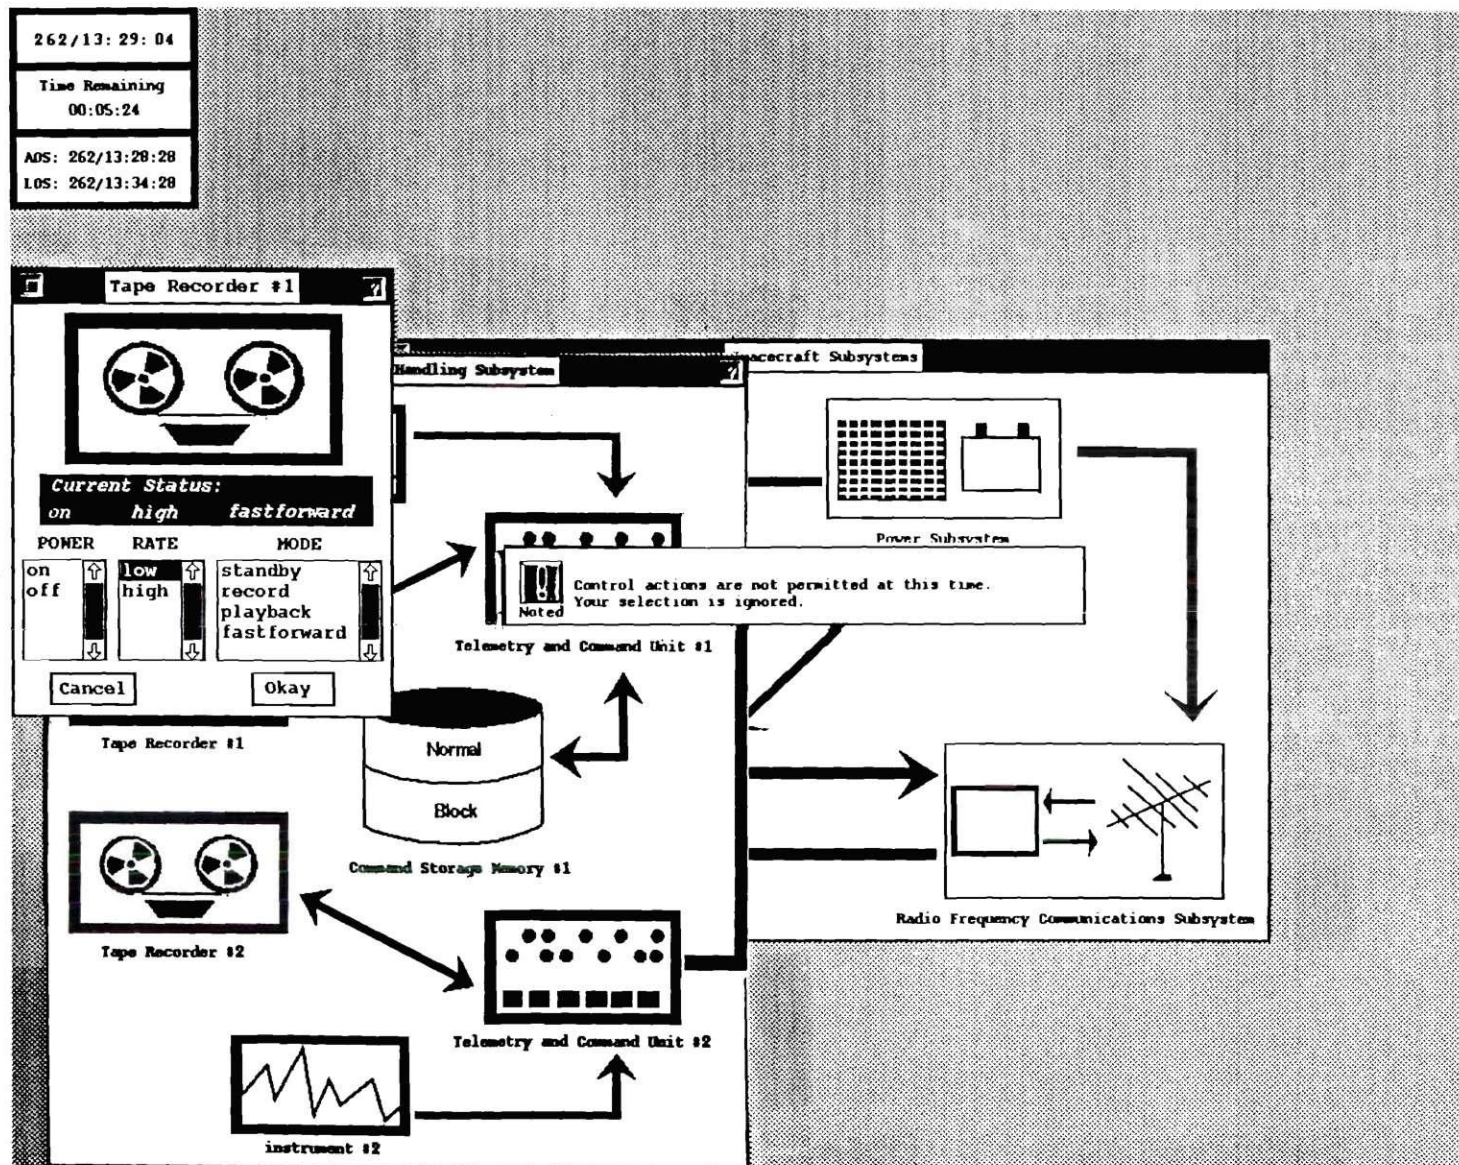 262/13:29:04
Time Remaining
00:05:24
AOS: 262/13:28:28
LOS: 262/13:34:28
Tape Recorder #1
?
Current Status:
on high fastforward
POWER RATE MODE
on
off
low
high
standby
record
playback
fastforward
Cancel
Okay
Handling Subsystem
?
Spacecraft Subsystems
Power Subsystem
!
Noted
Control actions are not permitted at this time.
Your selection is ignored.
Telemetry and Command Unit #1
Tape Recorder #1
Normal
Block
Command Storage Memory #1
Tape Recorder #2
Radio Frequency Communications Subsystem
Telemetry and Command Unit #2
instrument #2